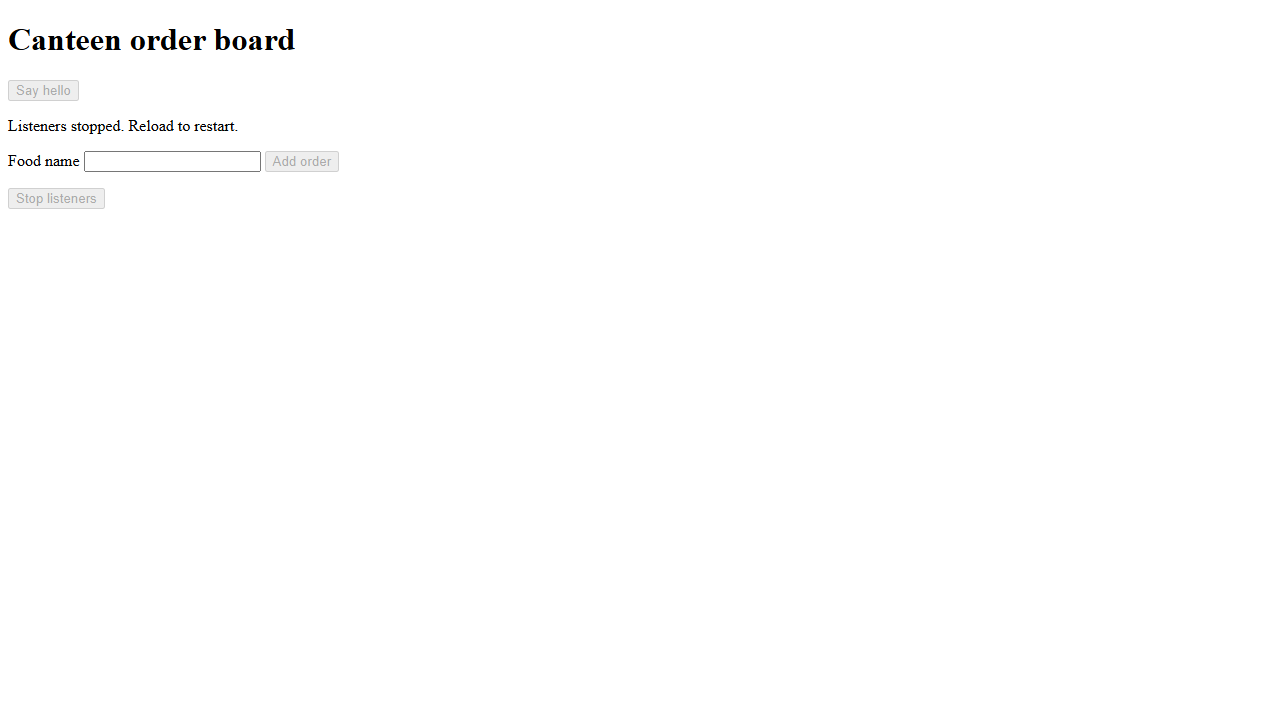 Canteen order board
Say hello
Listeners stopped. Reload to restart.
Food name Add order
Stop listeners